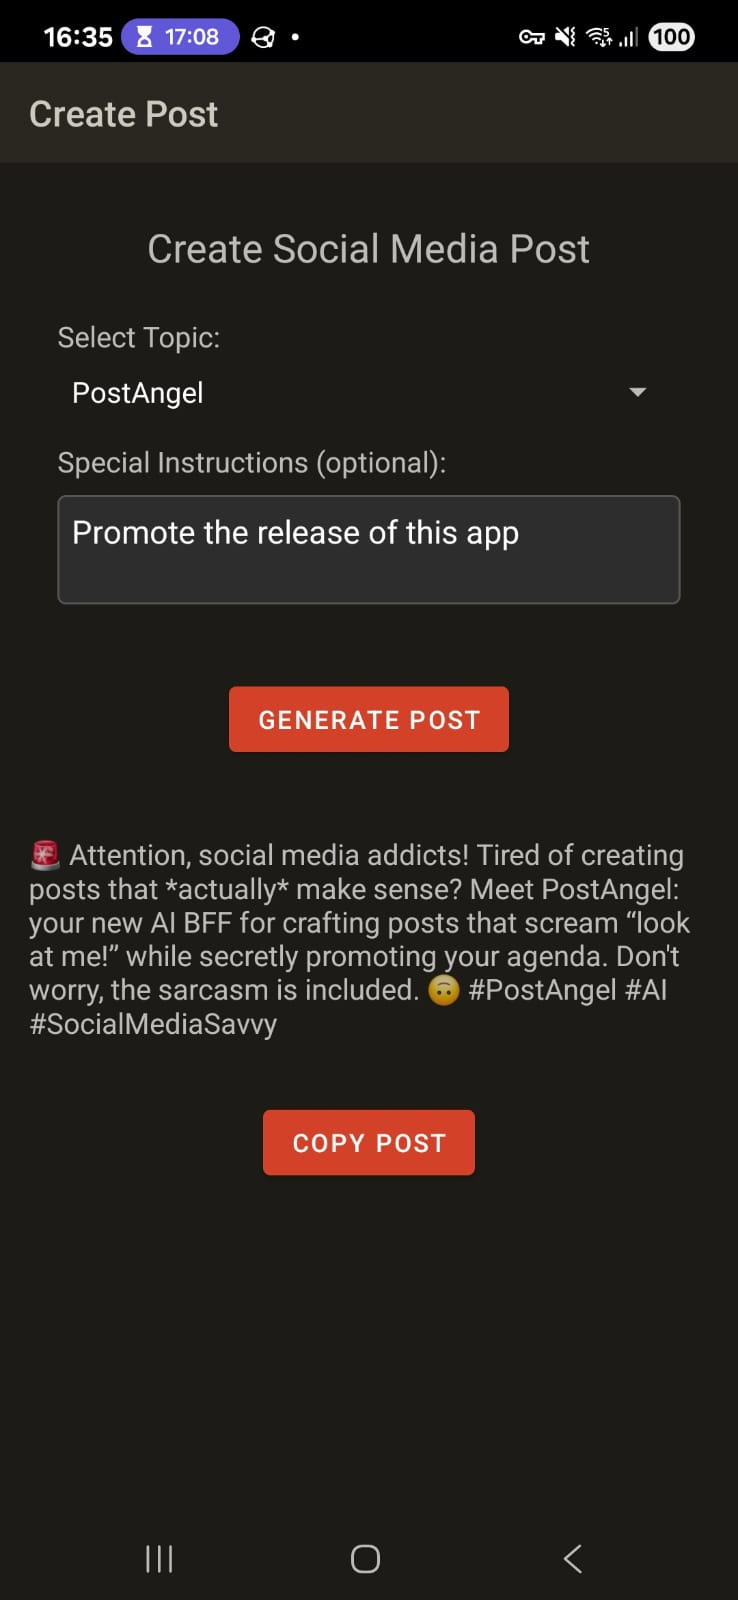 16:35 17:08 100
Create Post
Create Social Media Post
Select Topic:
PostAngel
Special Instructions (optional):
Promote the release of this app
GENERATE POST
🚨 Attention, social media addicts! Tired of creating
posts that *actually* make sense? Meet PostAngel:
your new AI BFF for crafting posts that scream “look
at me!” while secretly promoting your agenda. Don't
worry, the sarcasm is included. 🙃 #PostAngel #AI
#SocialMediaSavvy
COPY POST